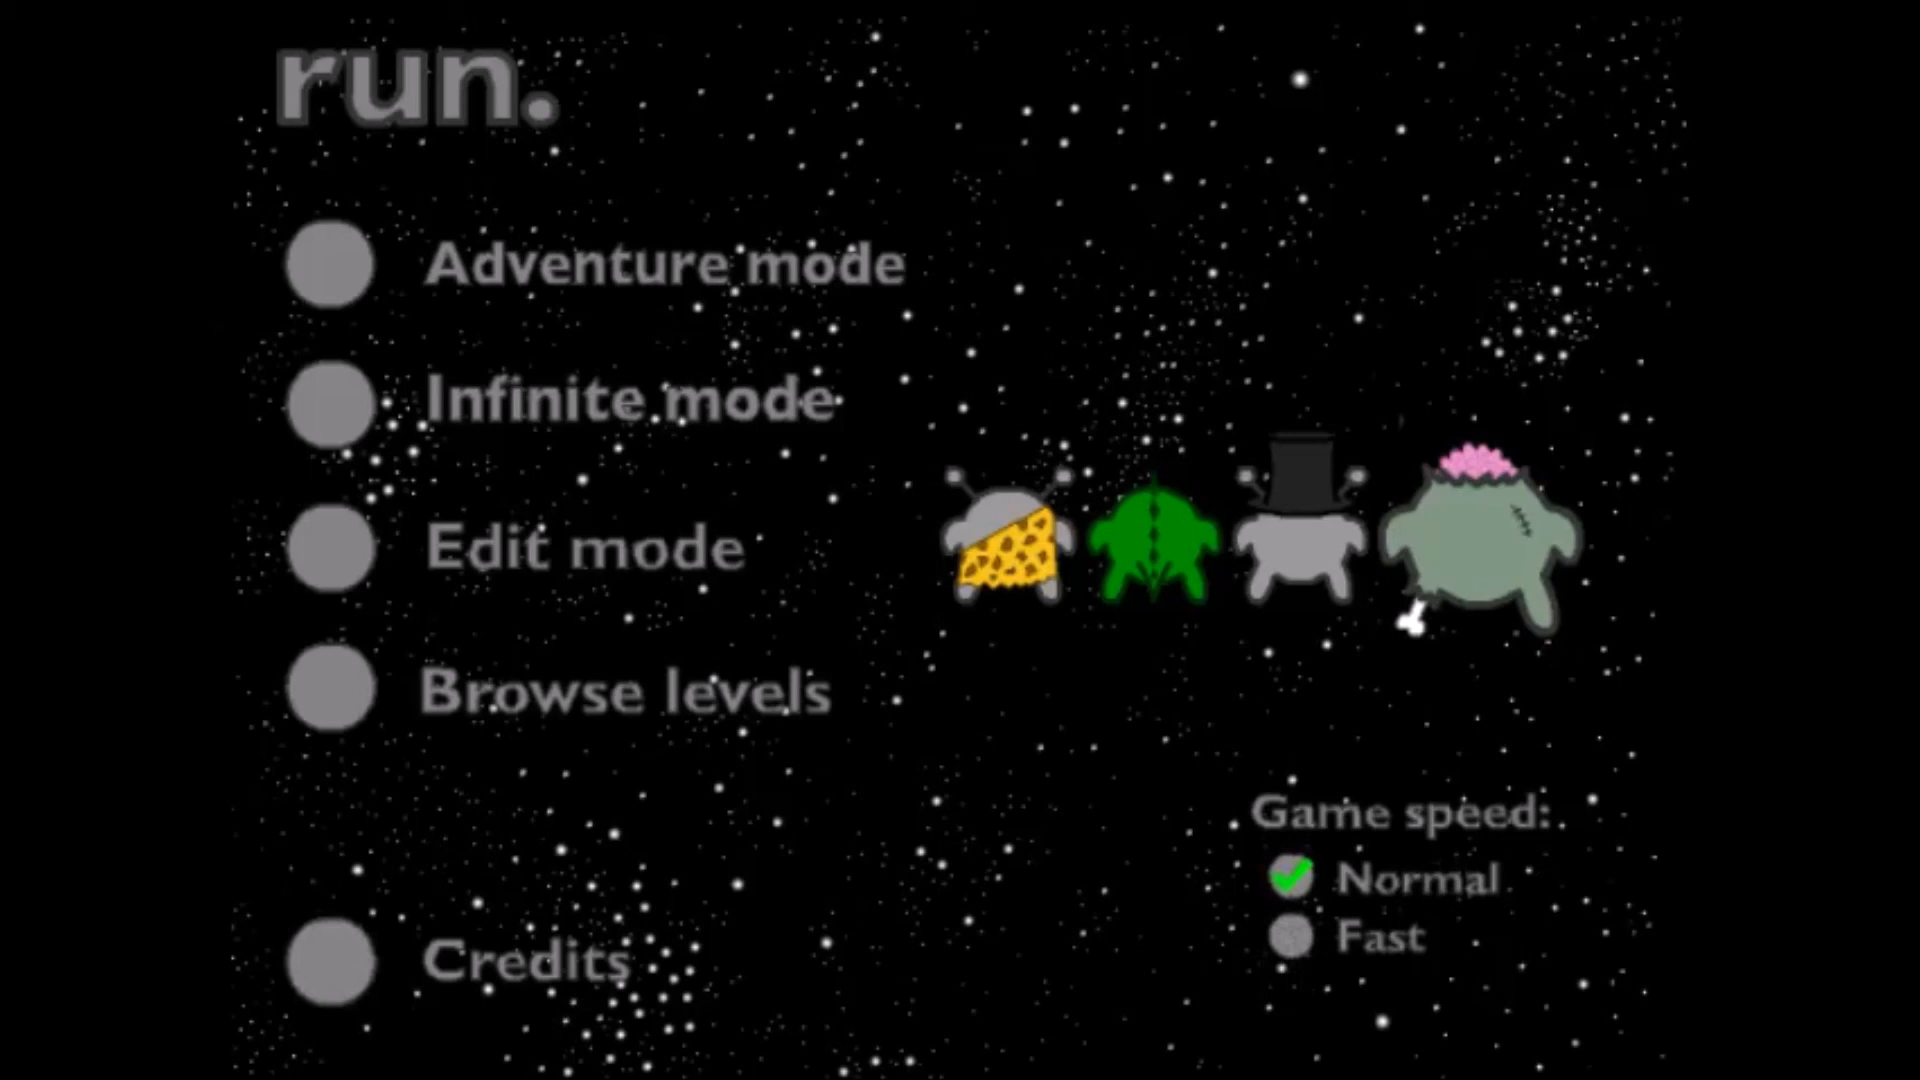 run.
Adventure mode
Infinite mode
Edit mode
Browse levels
Credits
Game speed:
Normal
Fast